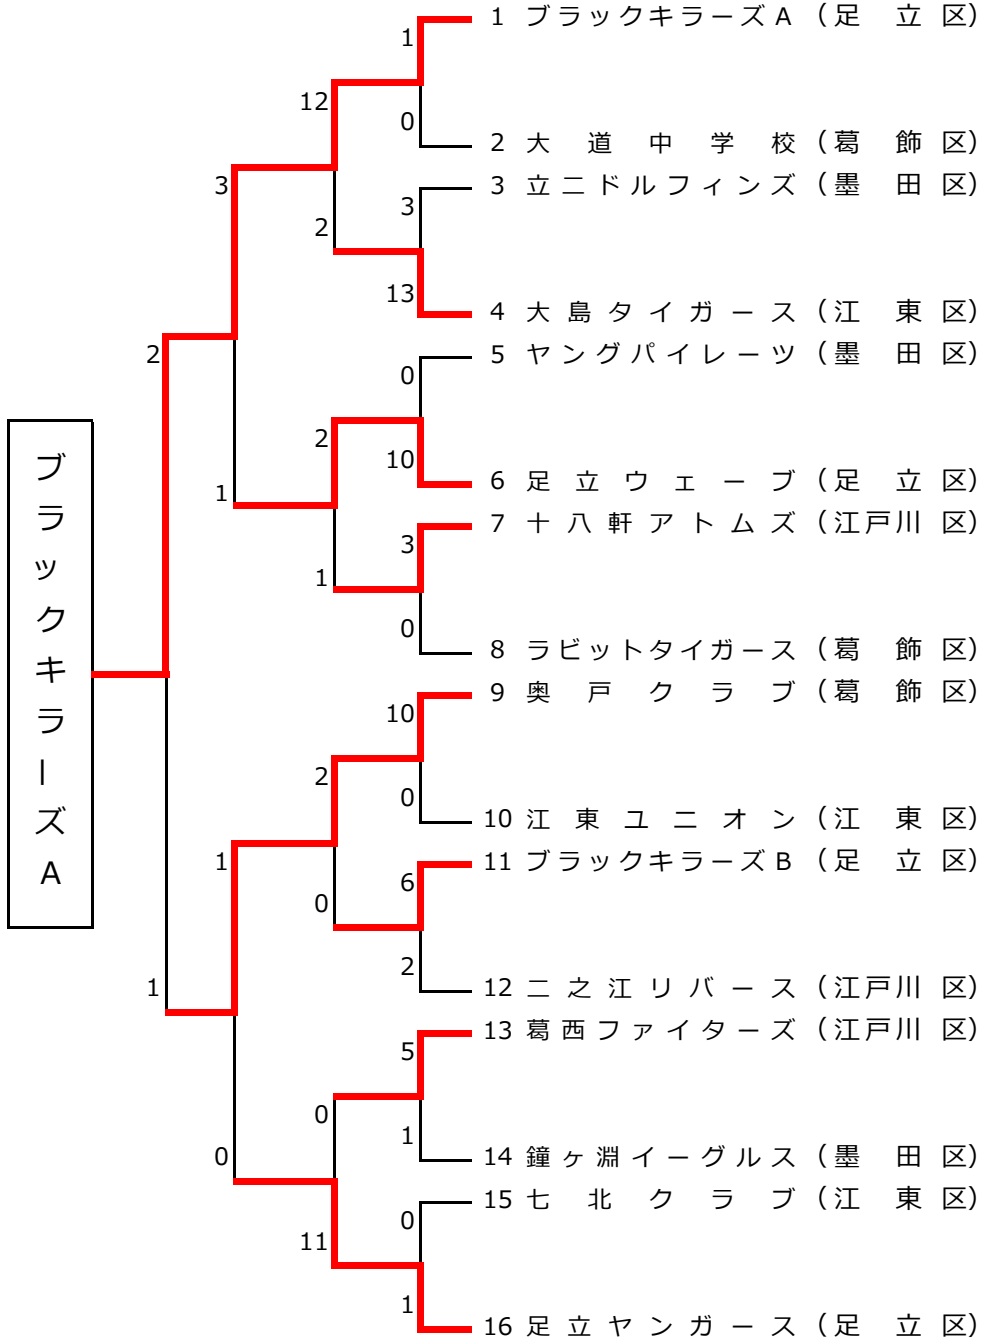 1 ブラックキラーズA (足立区)
1
12
0
2 大道中学校 (葛飾区)
3 立二ドルフィンズ (墨田区)
3
3
2
13
4 大島タイガース (江東区)
5 ヤングパイレーツ (墨田区)
2
0
2
10
6 足立ウェーブ (足立区)
1
7 十八軒アトムズ (江戸川区)
3
1
0
8 ラビットタイガース (葛飾区)
ブラックキラーズA
9 奥戸クラブ (葛飾区)
10
2
0
10 江東ユニオン (江東区)
11 ブラックキラーズB (足立区)
1
6
0
2
12 二之江リバース (江戸川区)
1
13 葛西ファイターズ (江戸川区)
5
0
1
14 鐘ヶ淵イーグルス (墨田区)
0
15 七北クラブ (江東区)
0
11
1
16 足立ヤンガース (足立区)